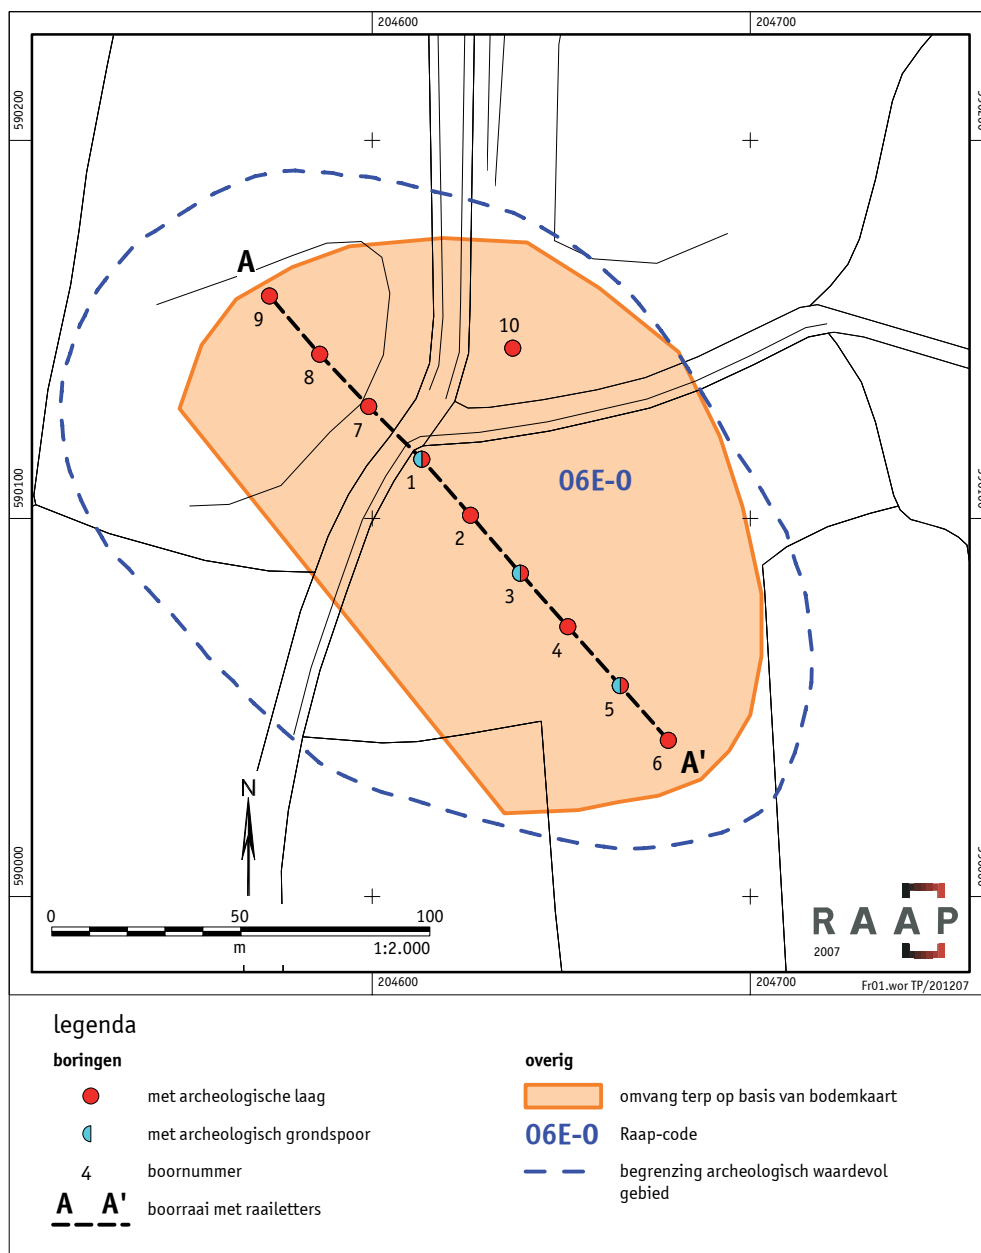 204600 204700
590200
A
9
8
10
7
1
06E-0
590100
2
3
4
5
6
A'
N
590000
0 50 100
m 1:2.000
RAAP
2007
204600 204700
Fr01.wor TP/201207
legenda
boringen
met archeologische laag
met archeologisch grondspoor
4 boornummer
A A' boorraai met raailetters
overig
omvang terp op basis van bodemkaart
06E-0 Raap-code
begrenzing archeologisch waardevol
gebied